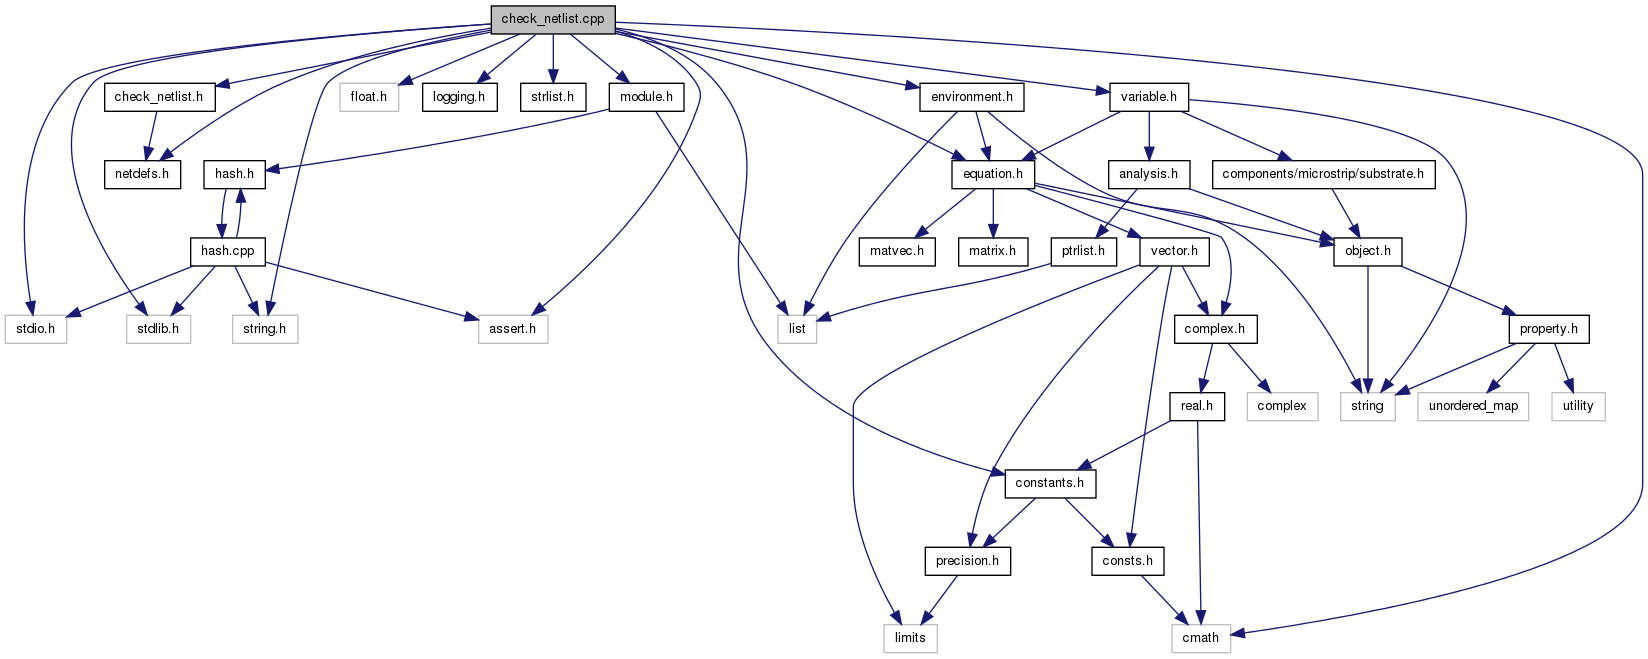 check_netlist.cpp
check_netlist.h
float.h
logging.h
strlist.h
module.h
environment.h
variable.h
netdefs.h
hash.h
equation.h
analysis.h
components/microstrip/substrate.h
hash.cpp
matvec.h
matrix.h
ptrlist.h
vector.h
object.h
stdio.h
stdlib.h
string.h
assert.h
list
complex.h
property.h
real.h
complex
string
unordered_map
utility
constants.h
precision.h
consts.h
limits
cmath